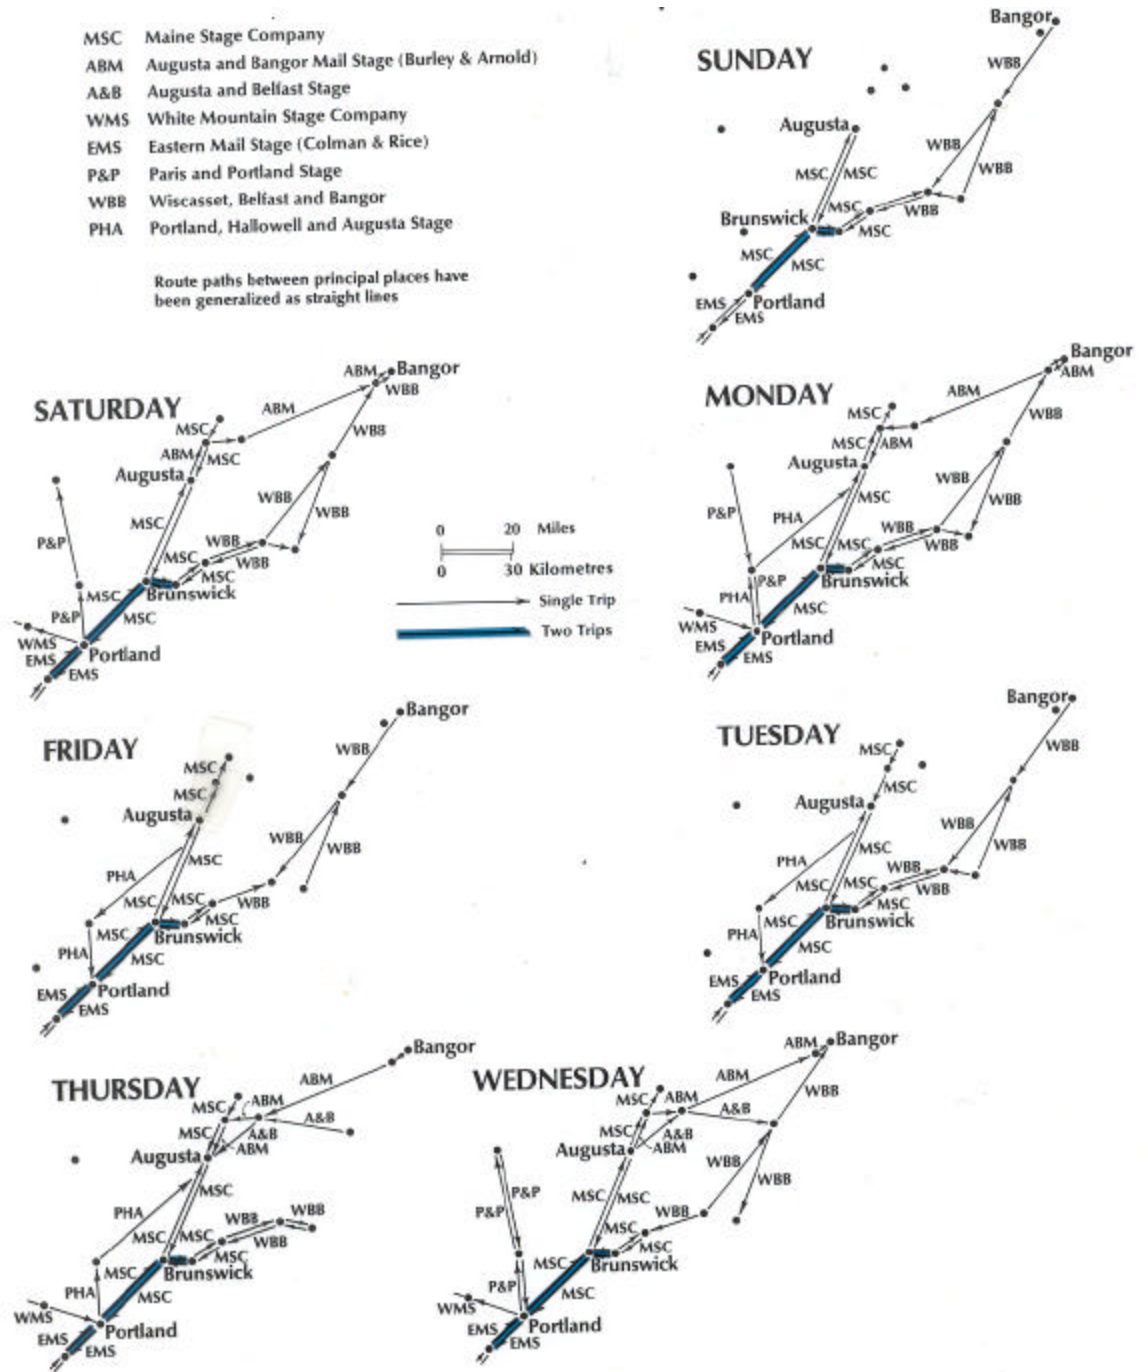 MSC Maine Stage Company
ABM Augusta and Bangor Mail Stage (Burley & Arnold)
A&B Augusta and Belfast Stage
WMS White Mountain Stage Company
EMS Eastern Mail Stage (Colman & Rice)
P&P Paris and Portland Stage
WBB Wiscasset, Belfast and Bangor
PHA Portland, Hallowell and Augusta Stage
Route paths between principal places have
been generalized as straight lines
SUNDAY
Bangor
WBB
Augusta
WBB
WBB
MSC MSC
Brunswick
MSC
WBB
MSC
MSC
MSC
EMS
Portland
EMS
SATURDAY
ABM
Bangor
WBB
ABM
MSC
ABM
MSC
WBB
Augusta
WBB
WBB
MSC
P&P
WBB
MSC
WBB
MSC
MSC
Brunswick
P&P
MSC
WMS
EMS
Portland
EMS
0 20 Miles
0 30 Kilometres
Single Trip
Two Trips
MONDAY
Bangor
ABM
ABM
MSC
MSC
ABM
WBB
Augusta
WBB
WBB
MSC
P&P
PHA
WBB
MSC
MSC
WBB
MSC
P&P
Brunswick
PHA
MSC
WMS
EMS
Portland
EMS
FRIDAY
Bangor
WBB
MSC
MSC
Augusta
WBB
WBB
MSC
PHA
MSC
MSC
WBB
MSC
MSC
Brunswick
PHA
MSC
EMS
Portland
EMS
TUESDAY
Bangor
WBB
MSC
MSC
Augusta
WBB
WBB
MSC
PHA
WBB
MSC
MSC
WBB
MSC
MSC
Brunswick
PHA
MSC
EMS
Portland
EMS
THURSDAY
Bangor
ABM
MSC
ABM
A&B
MSC
A&B
ABM
Augusta
MSC
PHA
WBB
WBB
MSC
MSC
WBB
MSC
MSC
Brunswick
PHA
MSC
WMS
Portland
EMS
EMS
WEDNESDAY
ABM
Bangor
ABM
WBB
MSC
A&B
MSC
A&B
ABM
Augusta
WBB
WBB
P&P
P&P
MSC
MSC
WBB
MSC
MSC
MSC
Brunswick
P&P
MSC
WMS
EMS
Portland
EMS